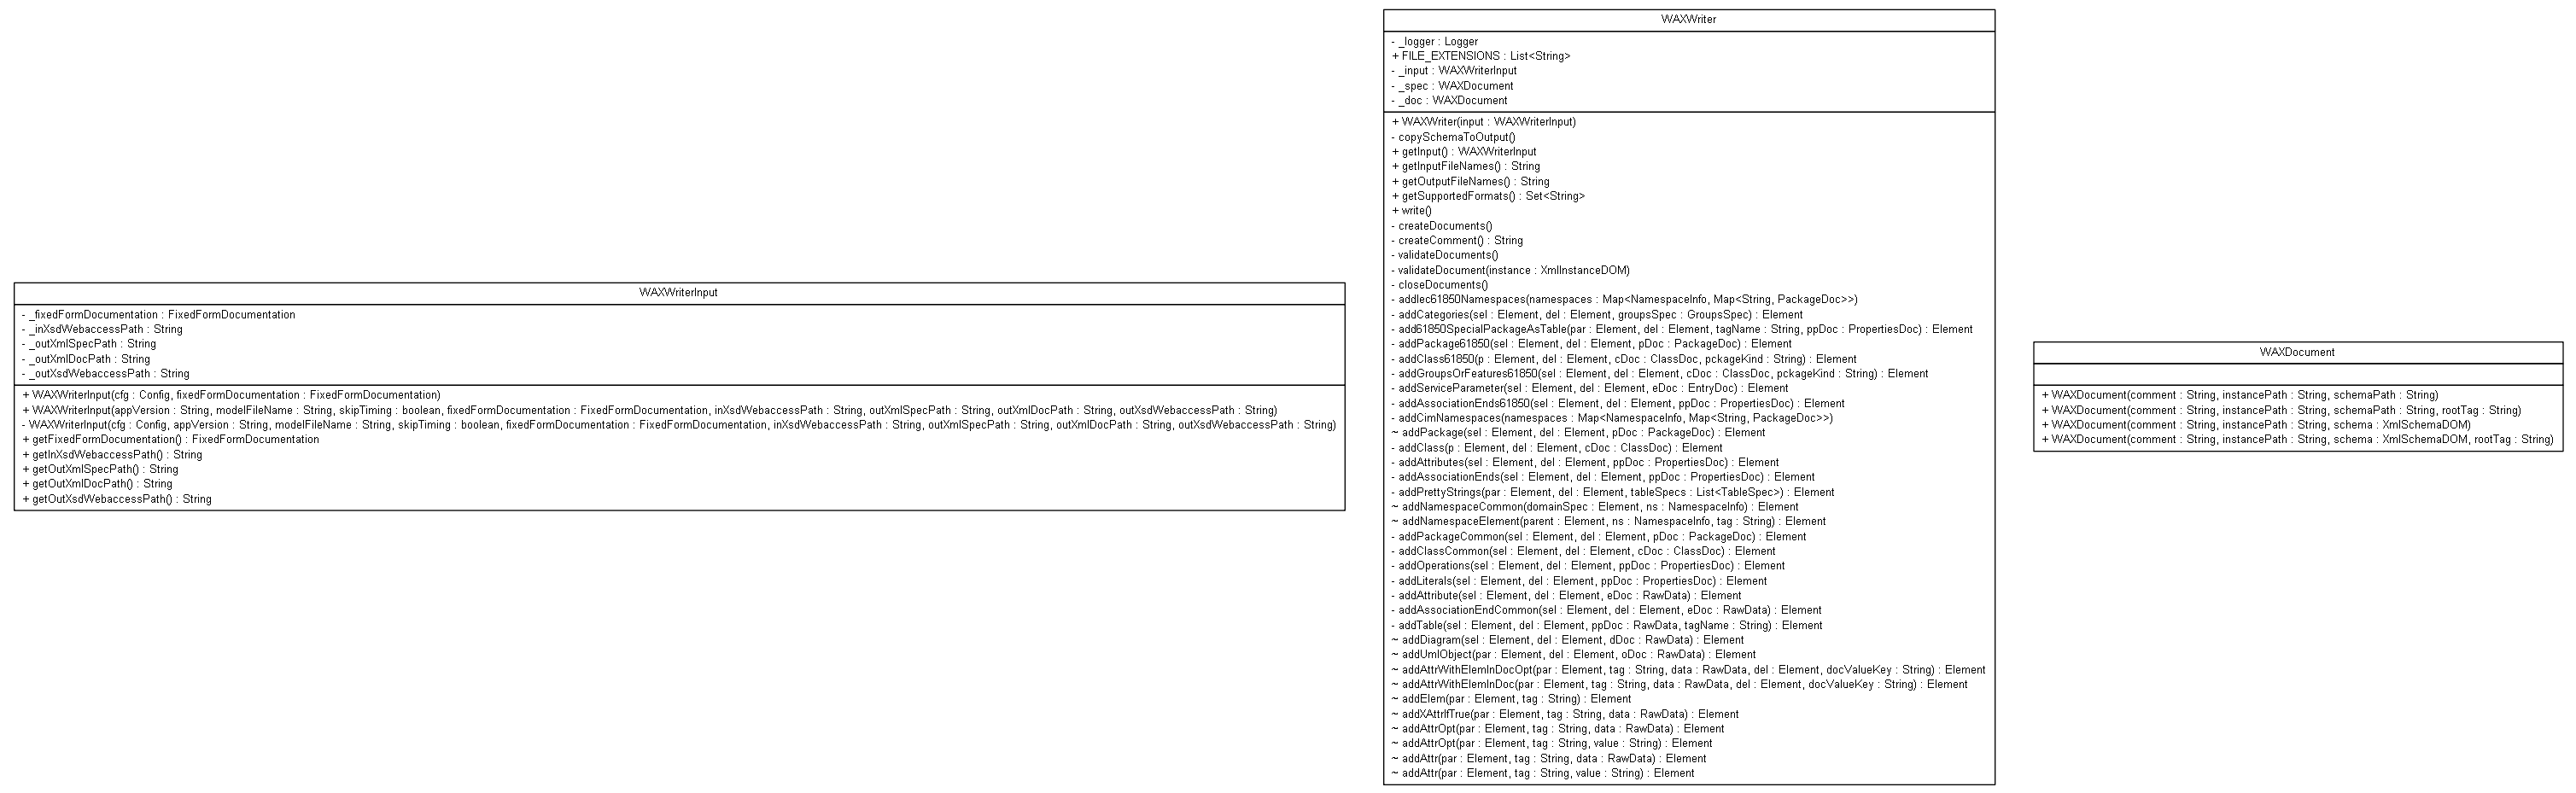 WAXWriterInput
- _fixedFormDocumentation : FixedFormDocumentation
- _inXsdWebaccessPath : String
- _outXmlSpecPath : String
- _outXmlDocPath : String
- _outXsdWebaccessPath : String
+ WAXWriterInput(cfg : Config, fixedFormDocumentation : FixedFormDocumentation)
+ WAXWriterInput(appVersion : String, modelFileName : String, skipTiming : boolean, fixedFormDocumentation : FixedFormDocumentation, inXsdWebaccessPath : String, outXmlSpecPath : String, outXmlDocPath : String, outXsdWebaccessPath : String)
- WAXWriterInput(cfg : Config, appVersion : String, modelFileName : String, skipTiming : boolean, fixedFormDocumentation : FixedFormDocumentation, inXsdWebaccessPath : String, outXmlSpecPath : String, outXmlDocPath : String, outXsdWebaccessPath : String)
+ getFixedFormDocumentation() : FixedFormDocumentation
+ getInXsdWebaccessPath() : String
+ getOutXmlSpecPath() : String
+ getOutXmlDocPath() : String
+ getOutXsdWebaccessPath() : String
WAXWriter
- _logger : Logger
+ FILE_EXTENSIONS : List<String>
- _input : WAXWriterInput
- _spec : WAXDocument
- _doc : WAXDocument
+ WAXWriter(input : WAXWriterInput)
- copySchemaToOutput()
+ getInput() : WAXWriterInput
+ getInputFileNames() : String
+ getOutputFileNames() : String
+ getSupportedFormats() : Set<String>
+ write()
- createDocuments()
- createComment() : String
- validateDocuments()
- validateDocument(instance : XmlInstanceDOM)
- closeDocuments()
- addIec61850Namespaces(namespaces : Map<NamespaceInfo, Map<String, PackageDoc>>)
- addCategories(sel : Element, del : Element, groupsSpec : GroupsSpec) : Element
- add61850SpecialPackageAsTable(par : Element, del : Element, tagName : String, ppDoc : PropertiesDoc) : Element
- addPackage61850(sel : Element, del : Element, pDoc : PackageDoc) : Element
- addClass61850(p : Element, del : Element, cDoc : ClassDoc, pckageKind : String) : Element
- addGroupsOrFeatures61850(sel : Element, del : Element, cDoc : ClassDoc, pckageKind : String) : Element
- addServiceParameter(sel : Element, del : Element, eDoc : EntryDoc) : Element
- addAssociationEnds61850(sel : Element, del : Element, ppDoc : PropertiesDoc) : Element
- addCimNamespaces(namespaces : Map<NamespaceInfo, Map<String, PackageDoc>>)
~ addPackage(sel : Element, del : Element, pDoc : PackageDoc) : Element
- addClass(p : Element, del : Element, cDoc : ClassDoc) : Element
- addAttributes(sel : Element, del : Element, ppDoc : PropertiesDoc) : Element
- addAssociationEnds(sel : Element, del : Element, ppDoc : PropertiesDoc) : Element
- addPrettyStrings(par : Element, del : Element, tableSpecs : List<TableSpec>) : Element
~ addNamespaceCommon(domainSpec : Element, ns : NamespaceInfo) : Element
~ addNamespaceElement(parent : Element, ns : NamespaceInfo, tag : String) : Element
- addPackageCommon(sel : Element, del : Element, pDoc : PackageDoc) : Element
- addClassCommon(sel : Element, del : Element, cDoc : ClassDoc) : Element
- addOperations(sel : Element, del : Element, ppDoc : PropertiesDoc) : Element
- addLiterals(sel : Element, del : Element, ppDoc : PropertiesDoc) : Element
- addAttribute(sel : Element, del : Element, eDoc : RawData) : Element
- addAssociationEndCommon(sel : Element, del : Element, eDoc : RawData) : Element
- addTable(sel : Element, del : Element, ppDoc : RawData, tagName : String) : Element
~ addDiagram(sel : Element, del : Element, dDoc : RawData) : Element
~ addUmlObject(par : Element, del : Element, oDoc : RawData) : Element
~ addAttrWithElemInDocOpt(par : Element, tag : String, data : RawData, del : Element, docValueKey : String) : Element
~ addAttrWithElemInDoc(par : Element, tag : String, data : RawData, del : Element, docValueKey : String) : Element
~ addElem(par : Element, tag : String) : Element
~ addXAttrIfTrue(par : Element, tag : String, data : RawData) : Element
~ addAttrOpt(par : Element, tag : String, data : RawData) : Element
~ addAttrOpt(par : Element, tag : String, value : String) : Element
~ addAttr(par : Element, tag : String, data : RawData) : Element
~ addAttr(par : Element, tag : String, value : String) : Element
WAXDocument
+ WAXDocument(comment : String, instancePath : String, schemaPath : String)
+ WAXDocument(comment : String, instancePath : String, schemaPath : String, rootTag : String)
+ WAXDocument(comment : String, instancePath : String, schema : XmlSchemaDOM)
+ WAXDocument(comment : String, instancePath : String, schema : XmlSchemaDOM, rootTag : String)